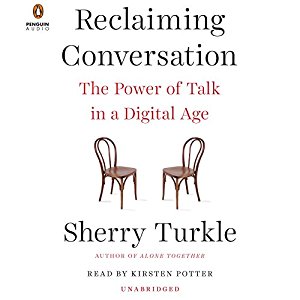 PENGUIN
AUDIO
Reclaiming
Conversation
The Power of Talk
in a Digital Age
Sherry Turkle
AUTHOR OF ALONE TOGETHER
READ BY KIRSTEN POTTER
UNABRIDGED